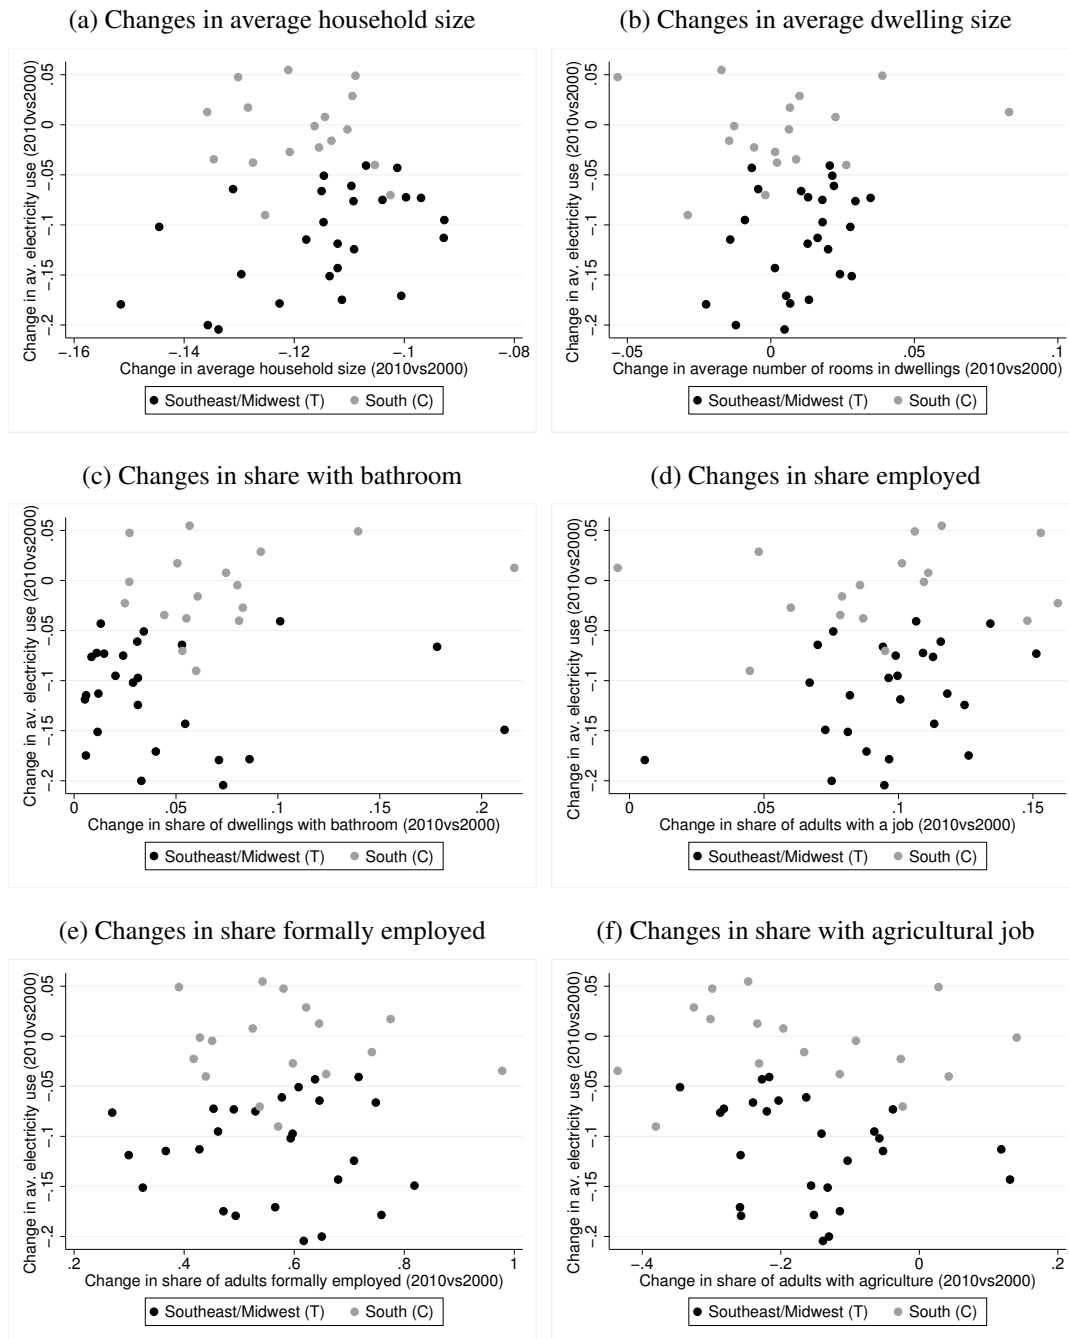 (a) Changes in average household size
Change in av. electricity use (2010vs2000)
.05
0
-.05
-.1
-.15
-.2
-.16 -.14 -.12 -.1 -.08
Change in average household size (2010vs2000)
Southeast/Midwest (T) South (C)
(b) Changes in average dwelling size
Change in av. electricity use (2010vs2000)
.05
0
-.05
-.1
-.15
-.2
-.05 0 .05 .1
Change in average number of rooms in dwellings (2010vs2000)
Southeast/Midwest (T) South (C)
(c) Changes in share with bathroom
Change in av. electricity use (2010vs2000)
.05
0
-.05
-.1
-.15
-.2
0 .05 .1 .15 .2
Change in share of dwellings with bathroom (2010vs2000)
Southeast/Midwest (T) South (C)
(d) Changes in share employed
Change in av. electricity use (2010vs2000)
.05
0
-.05
-.1
-.15
-.2
0 .05 .1 .15
Change in share of adults with a job (2010vs2000)
Southeast/Midwest (T) South (C)
(e) Changes in share formally employed
Change in av. electricity use (2010vs2000)
.05
0
-.05
-.1
-.15
-.2
.2 .4 .6 .8 1
Change in share of adults formally employed (2010vs2000)
Southeast/Midwest (T) South (C)
(f) Changes in share with agricultural job
Change in av. electricity use (2010vs2000)
.05
0
-.05
-.1
-.15
-.2
-.4 -.2 0 .2
Change in share of adults with agriculture (2010vs2000)
Southeast/Midwest (T) South (C)